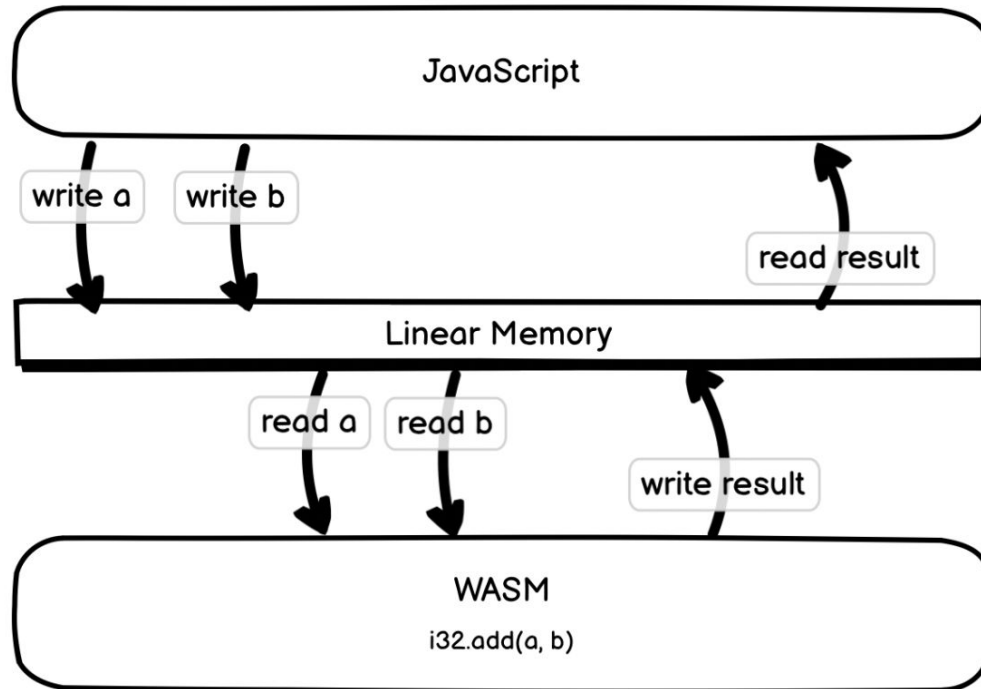 JavaScript
write a
write b
read result
Linear Memory
read a
read b
write result
WASM
i32.add(a, b)